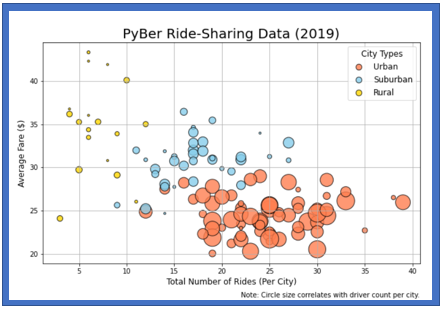 PyBer Ride-Sharing Data (2019)
City Types
Urban
Suburban
Rural
Average Fare ($)
40
35
30
25
20
5 10 15 20 25 30 35 40
Total Number of Rides (Per City)
Note: Circle size correlates with driver count per city.